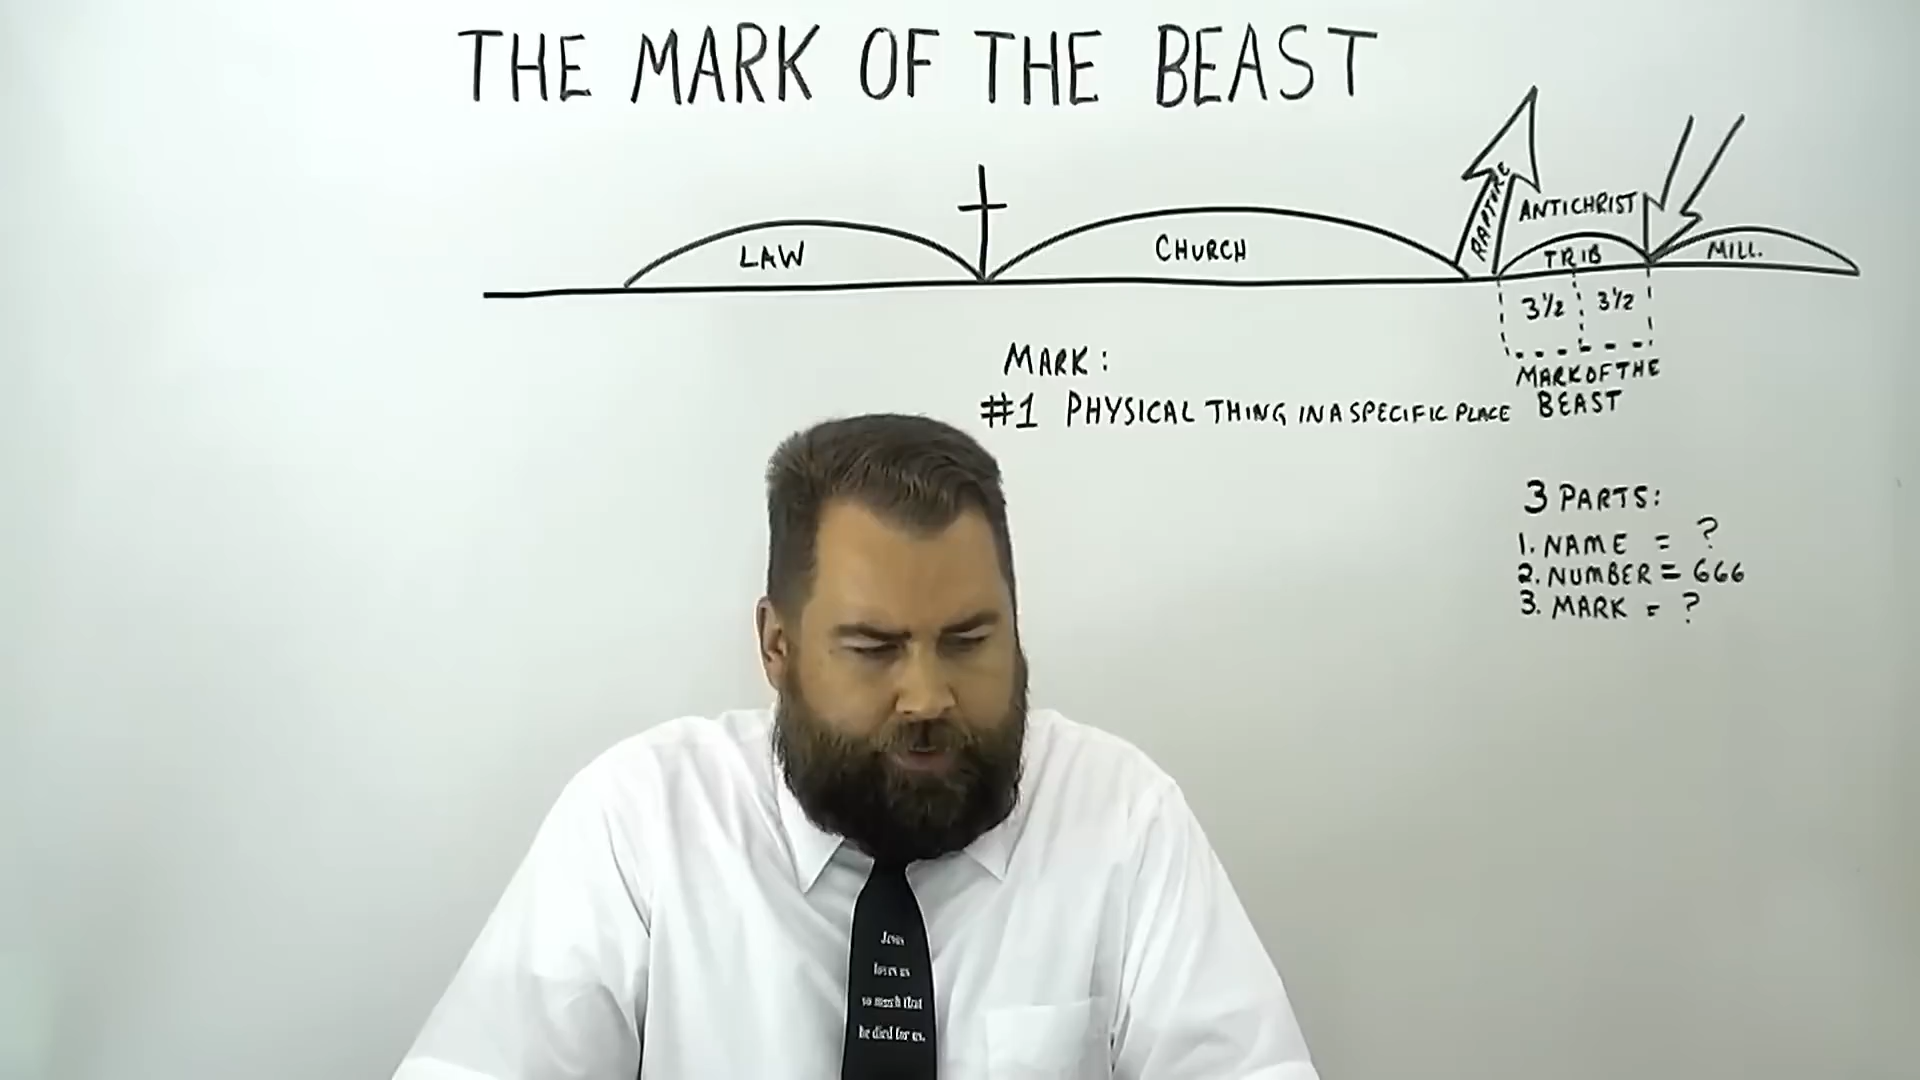 THE MARK OF THE BEAST
LAW
CHURCH
RAPTURE
ANTICHRIST
TRIB
MILL.
3½
3½
MARK OF THE
BEAST
MARK:
#1 PHYSICAL THING IN A SPECIFIC PLACE
3 PARTS:
1. NAME = ?
2. NUMBER = 666
3. MARK = ?
Jesus
loves us
so much that
he died for us.